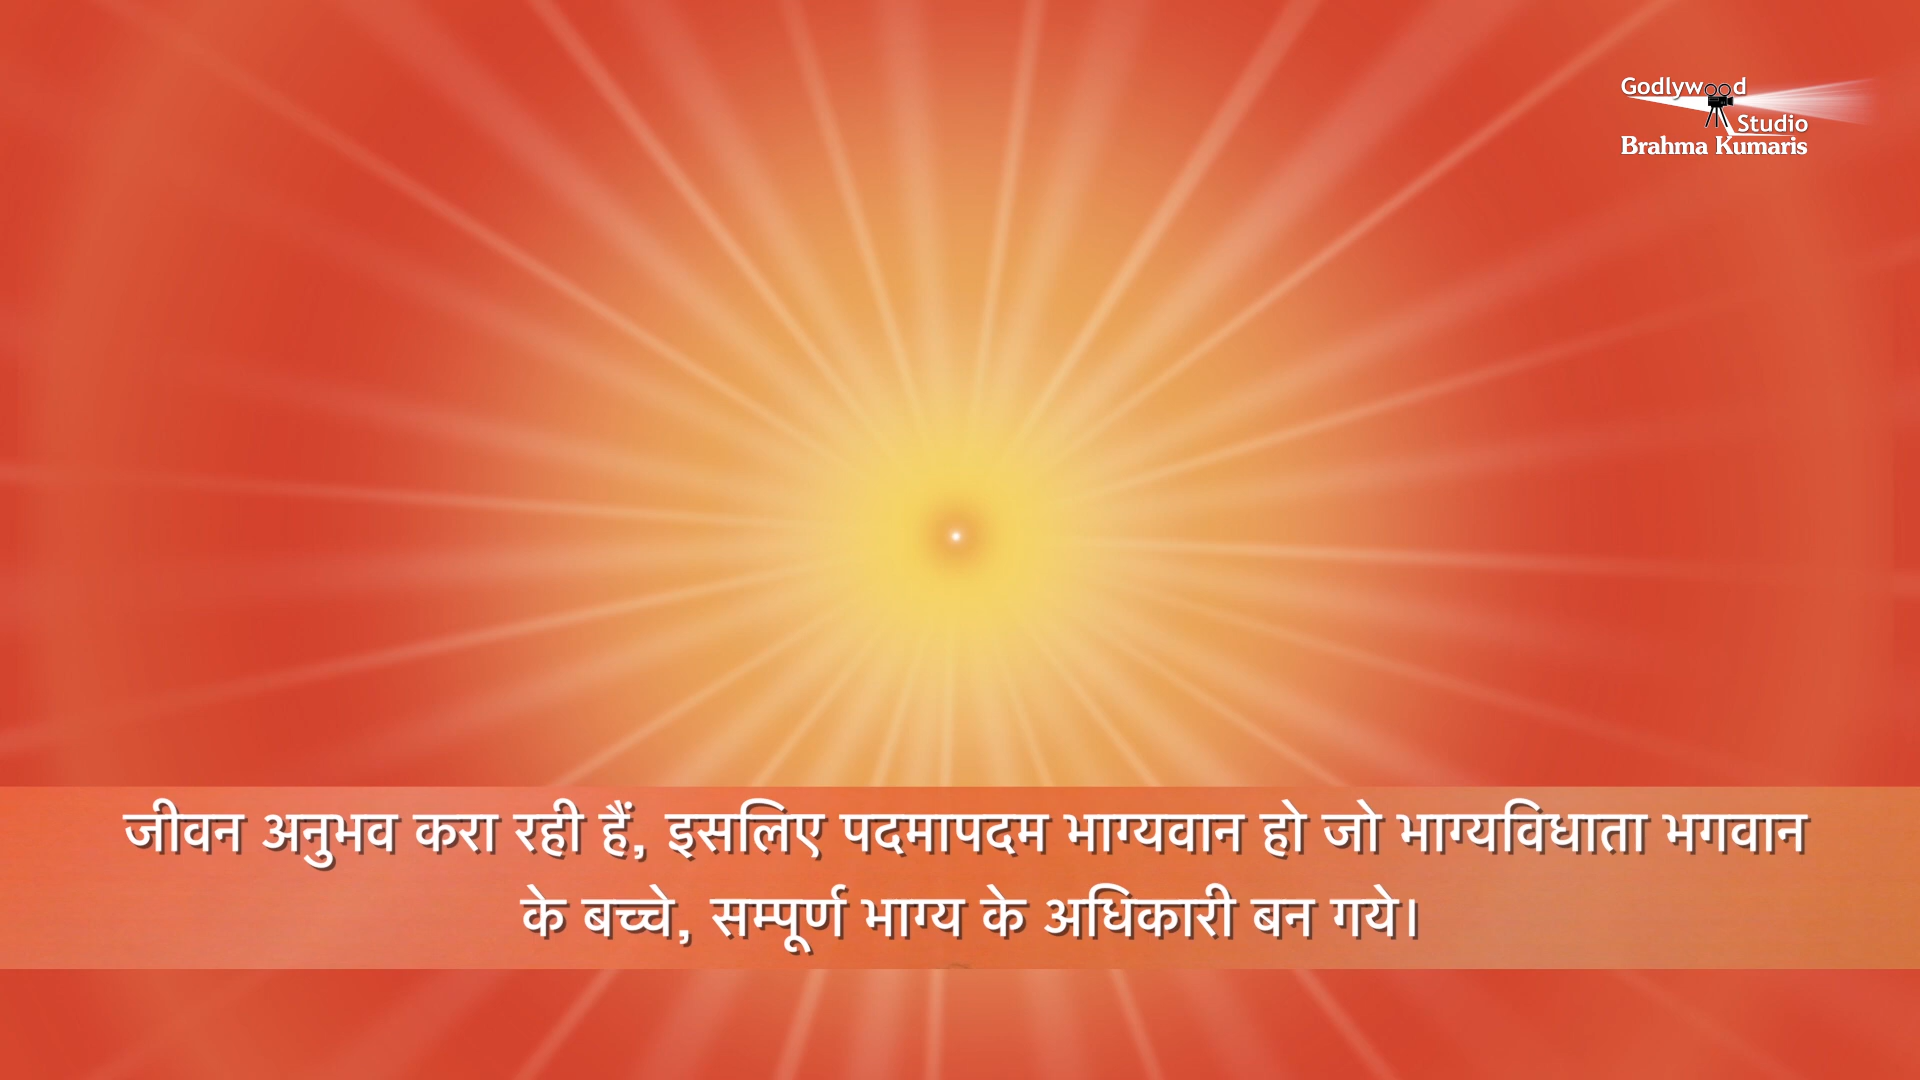 Godlywood
Studio
Brahma Kumaris
जीवन अनुभव करा रही हैं, इसलिए पदमापदम भाग्यवान हो जो भाग्यविधाता भगवान
के बच्चे, सम्पूर्ण भाग्य के अधिकारी बन गये।